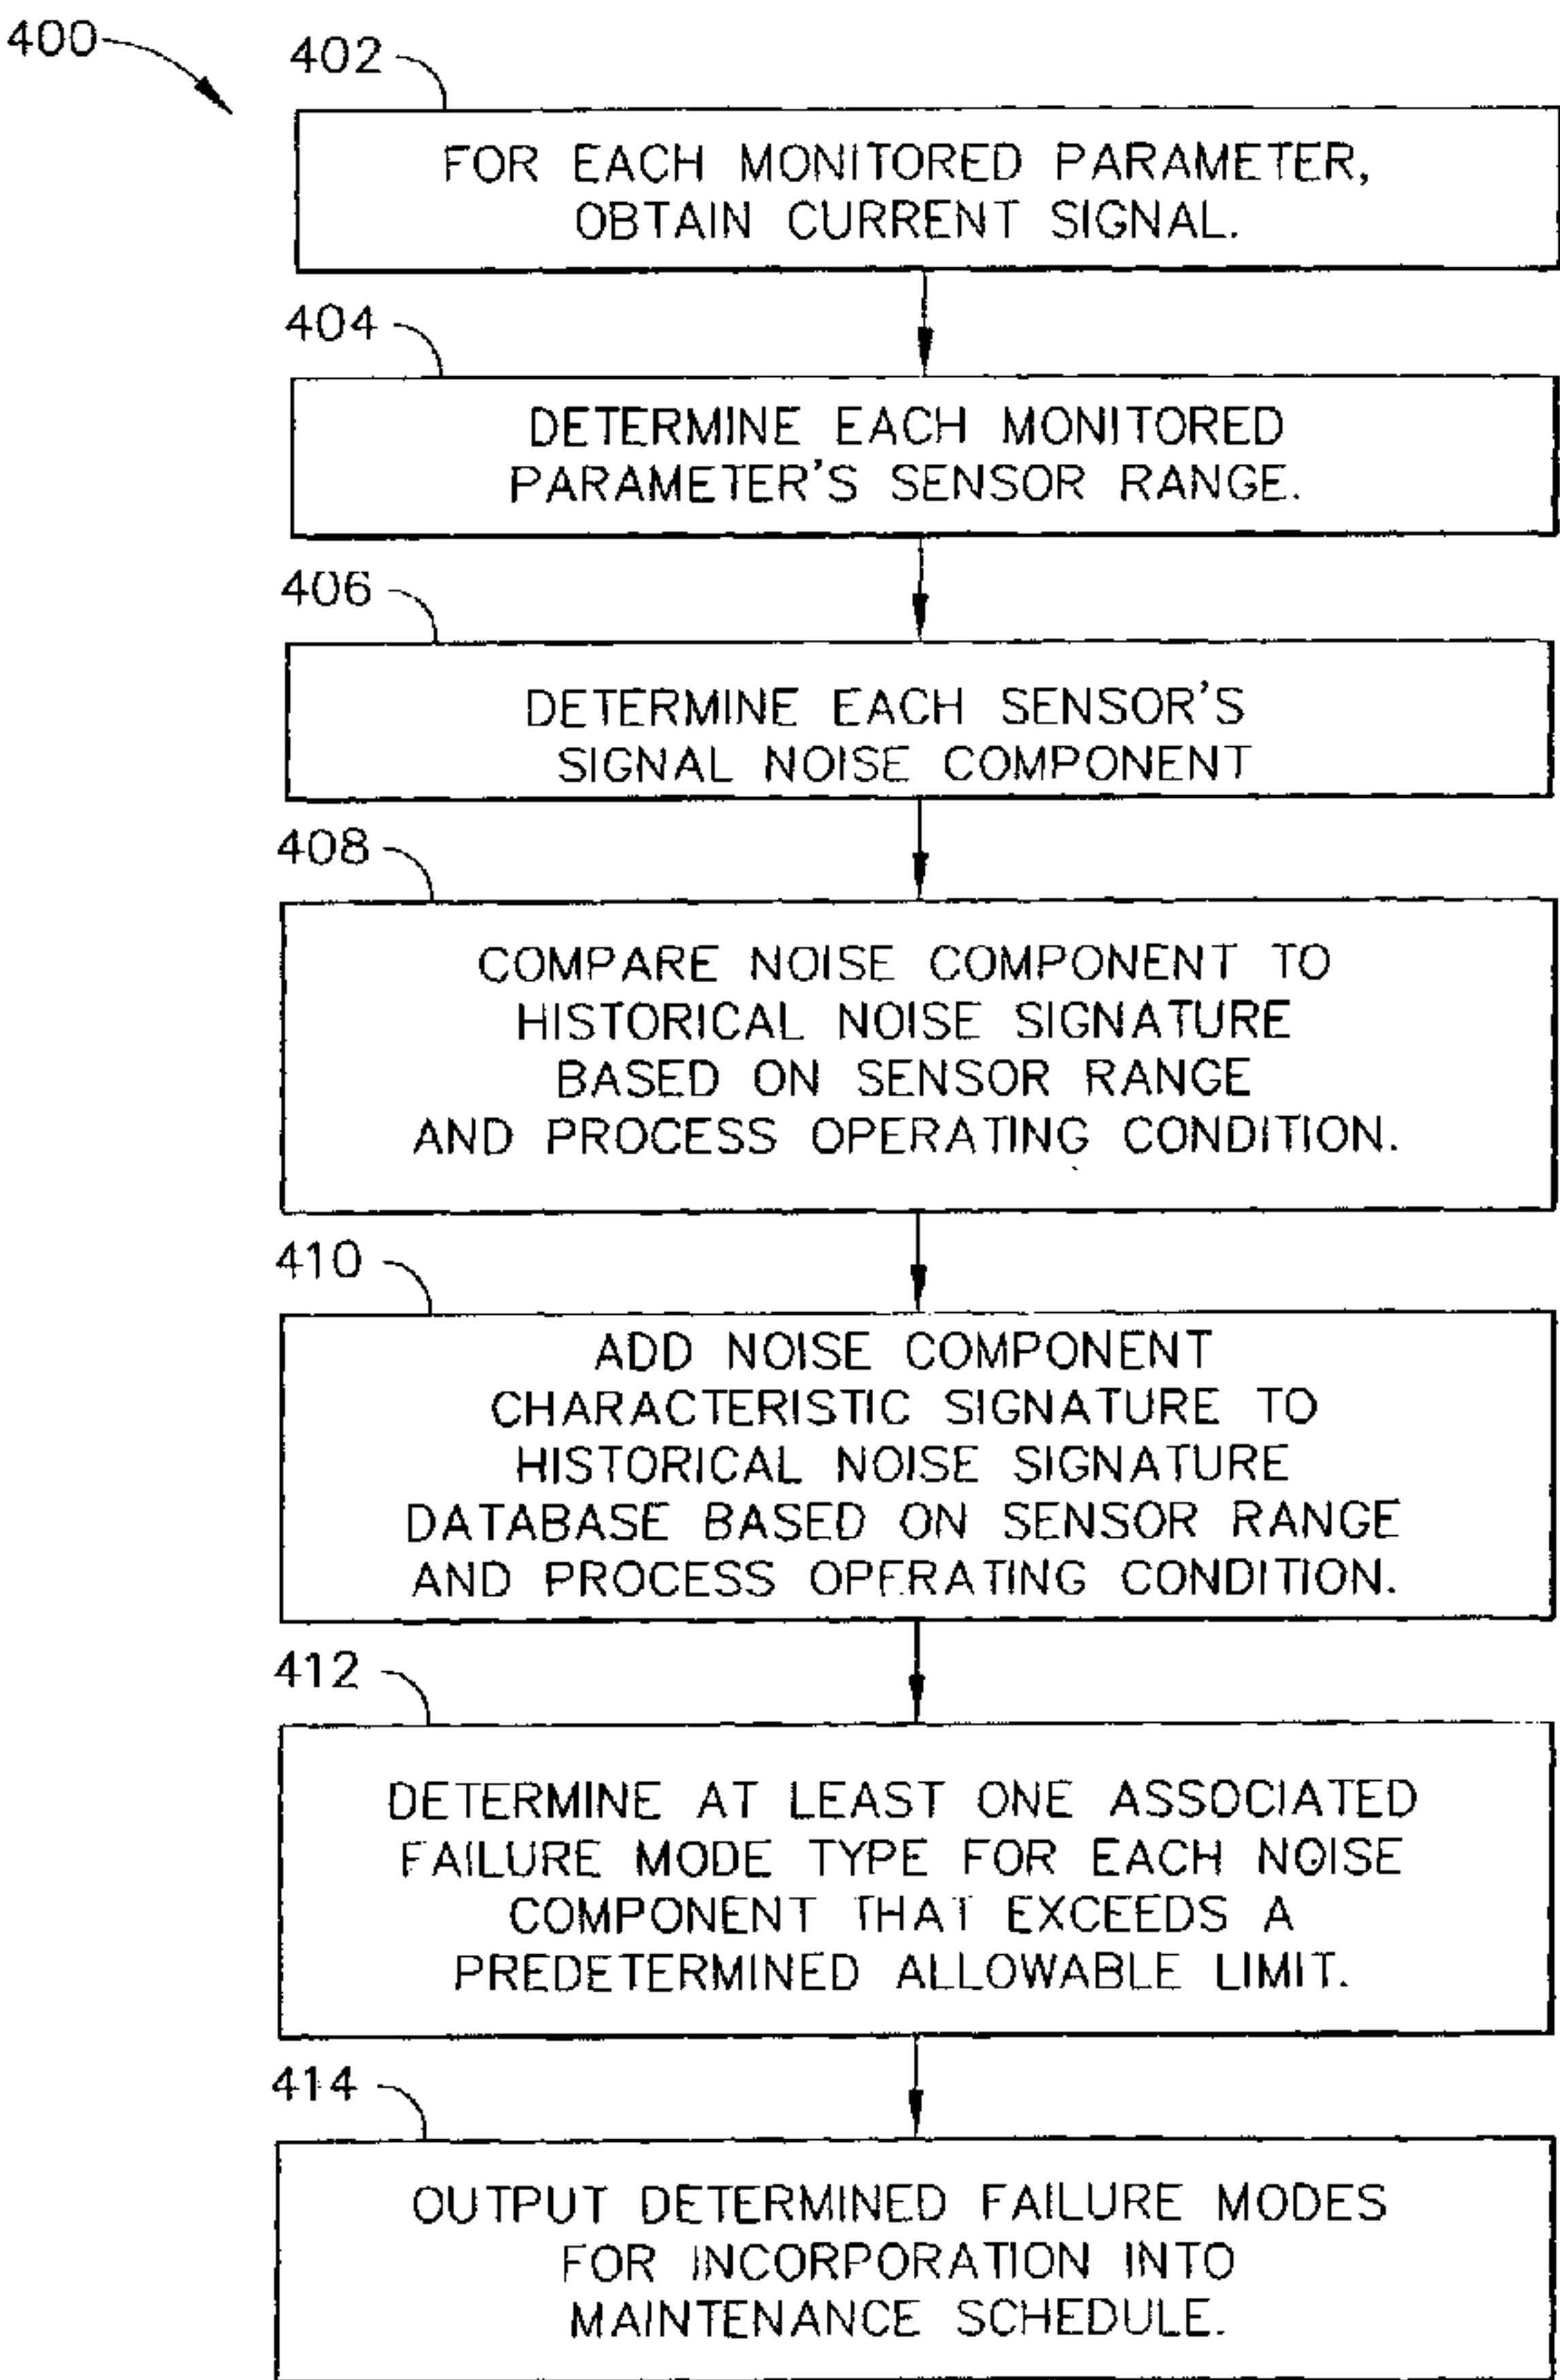 400
402
FOR EACH MONITORED PARAMETER,
OBTAIN CURRENT SIGNAL.
404
DETERMINE EACH MONITORED
PARAMETER'S SENSOR RANGE.
406
DETERMINE EACH SENSOR'S
SIGNAL NOISE COMPONENT
408
COMPARE NOISE COMPONENT TO
HISTORICAL NOISE SIGNATURE
BASED ON SENSOR RANGE
AND PROCESS OPERATING CONDITION.
410
ADD NOISE COMPONENT
CHARACTERISTIC SIGNATURE TO
HISTORICAL NOISE SIGNATURE
DATABASE BASED ON SENSOR RANGE
AND PROCESS OPERATING CONDITION.
412
DETERMINE AT LEAST ONE ASSOCIATED
FAILURE MODE TYPE FOR EACH NOISE
COMPONENT THAT EXCEEDS A
PREDETERMINED ALLOWABLE LIMIT.
414
OUTPUT DETERMINED FAILURE MODES
FOR INCORPORATION INTO
MAINTENANCE SCHEDULE.